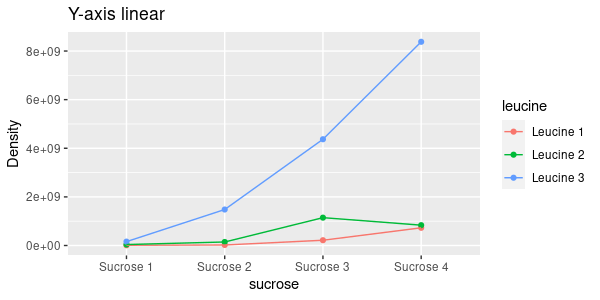 Y-axis linear
Density
8e+09
6e+09
4e+09
2e+09
0e+00
Sucrose 1 Sucrose 2 Sucrose 3 Sucrose 4
sucrose
leucine
Leucine 1
Leucine 2
Leucine 3